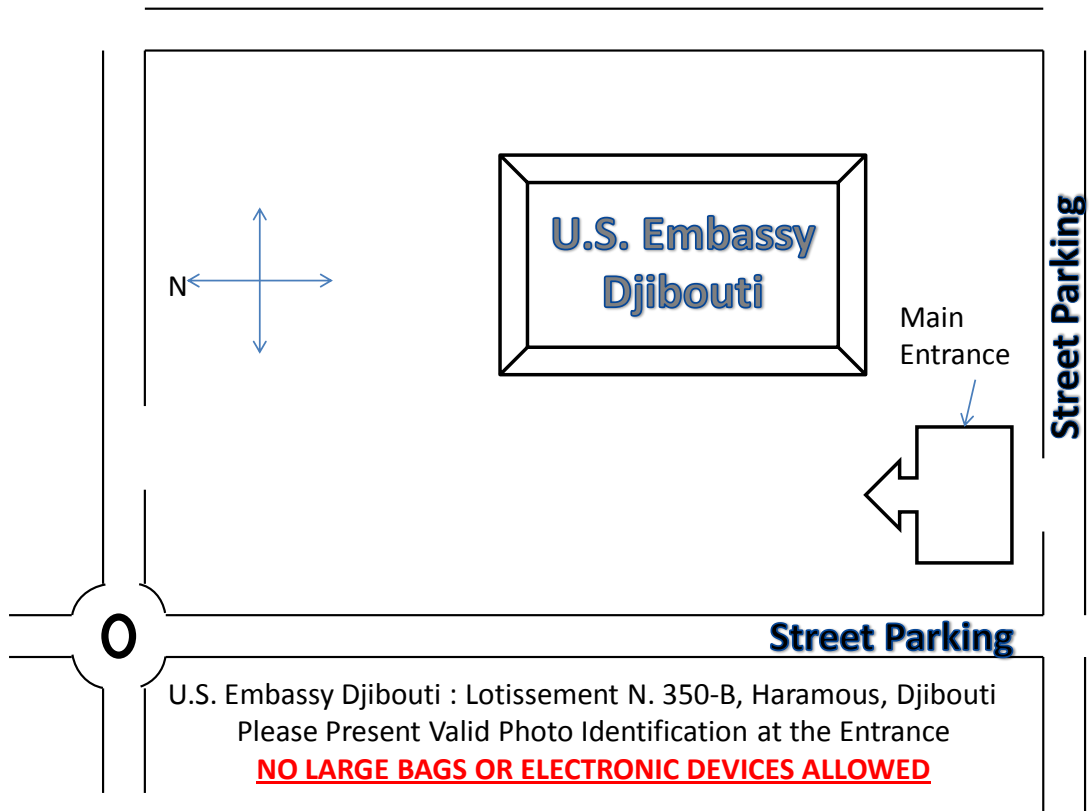 U.S. Embassy
Djibouti
N
Main
Entrance
Street Parking
Street Parking
U.S. Embassy Djibouti : Lotissement N. 350-B, Haramous, Djibouti
Please Present Valid Photo Identification at the Entrance
NO LARGE BAGS OR ELECTRONIC DEVICES ALLOWED